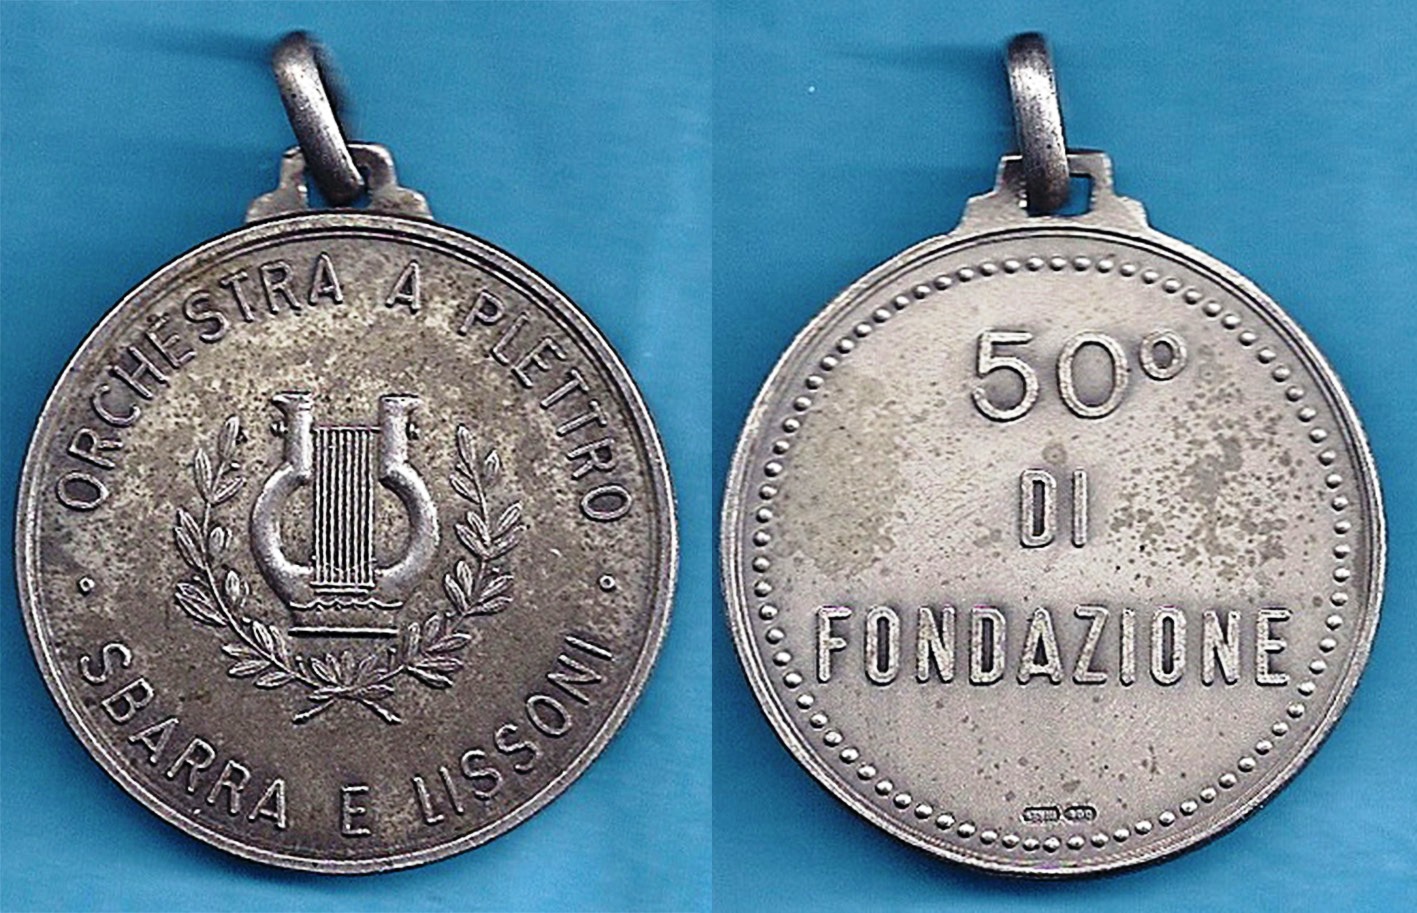 ORCHESTRA A PLETTRO
SBARRA E LISSONI
50°
DI
FONDAZIONE